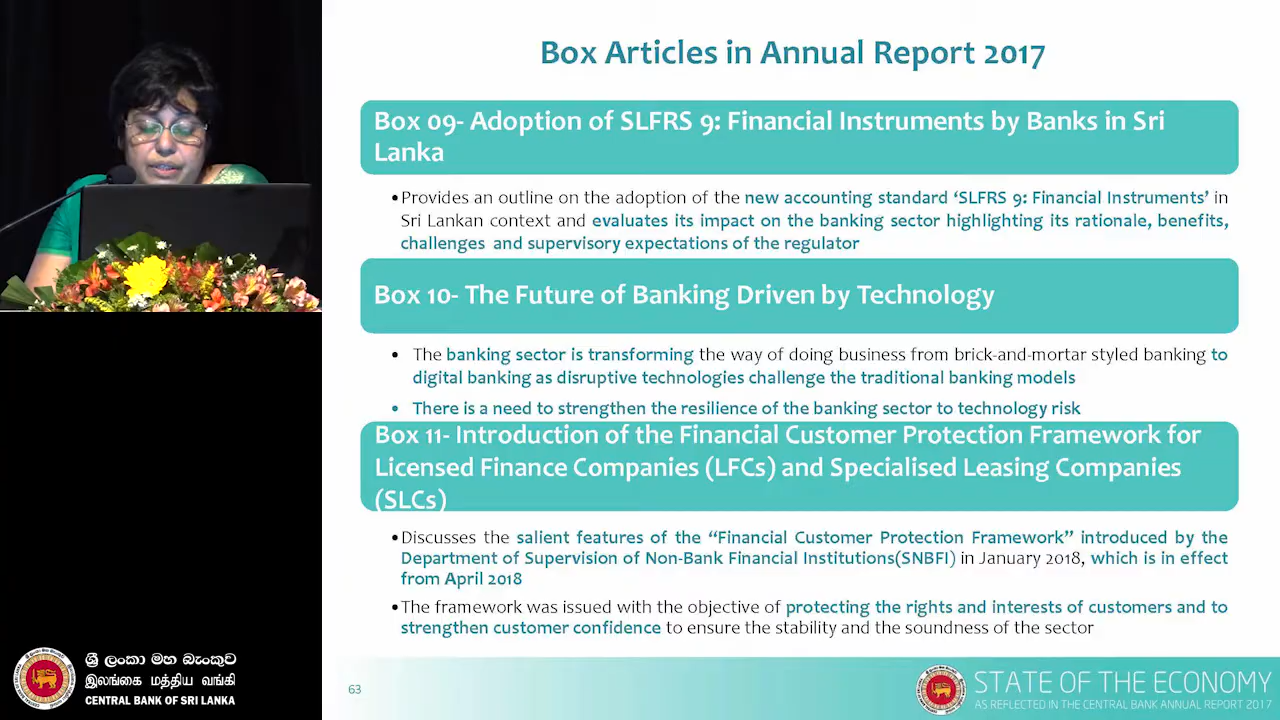 Box Articles in Annual Report 2017
Box 09- Adoption of SLFRS 9: Financial Instruments by Banks in Sri
Lanka
•Provides an outline on the adoption of the new accounting standard ‘SLFRS 9: Financial Instruments’ in
Sri Lankan context and evaluates its impact on the banking sector highlighting its rationale, benefits,
challenges and supervisory expectations of the regulator
Box 10- The Future of Banking Driven by Technology
• The banking sector is transforming the way of doing business from brick-and-mortar styled banking to
digital banking as disruptive technologies challenge the traditional banking models
• There is a need to strengthen the resilience of the banking sector to technology risk
Box 11- Introduction of the Financial Customer Protection Framework for
Licensed Finance Companies (LFCs) and Specialised Leasing Companies
(SLCs)
•Discusses the salient features of the “Financial Customer Protection Framework” introduced by the
Department of Supervision of Non-Bank Financial Institutions(SNBFI) in January 2018, which is in effect
from April 2018
•The framework was issued with the objective of protecting the rights and interests of customers and to
strengthen customer confidence to ensure the stability and the soundness of the sector
ශ්‍රී ලංකා මහ බැංකුව
இலங்கை மத்திய வங்கி
CENTRAL BANK OF SRI LANKA
63
STATE OF THE ECONOMY
AS REFLECTED IN THE CENTRAL BANK ANNUAL REPORT 2017